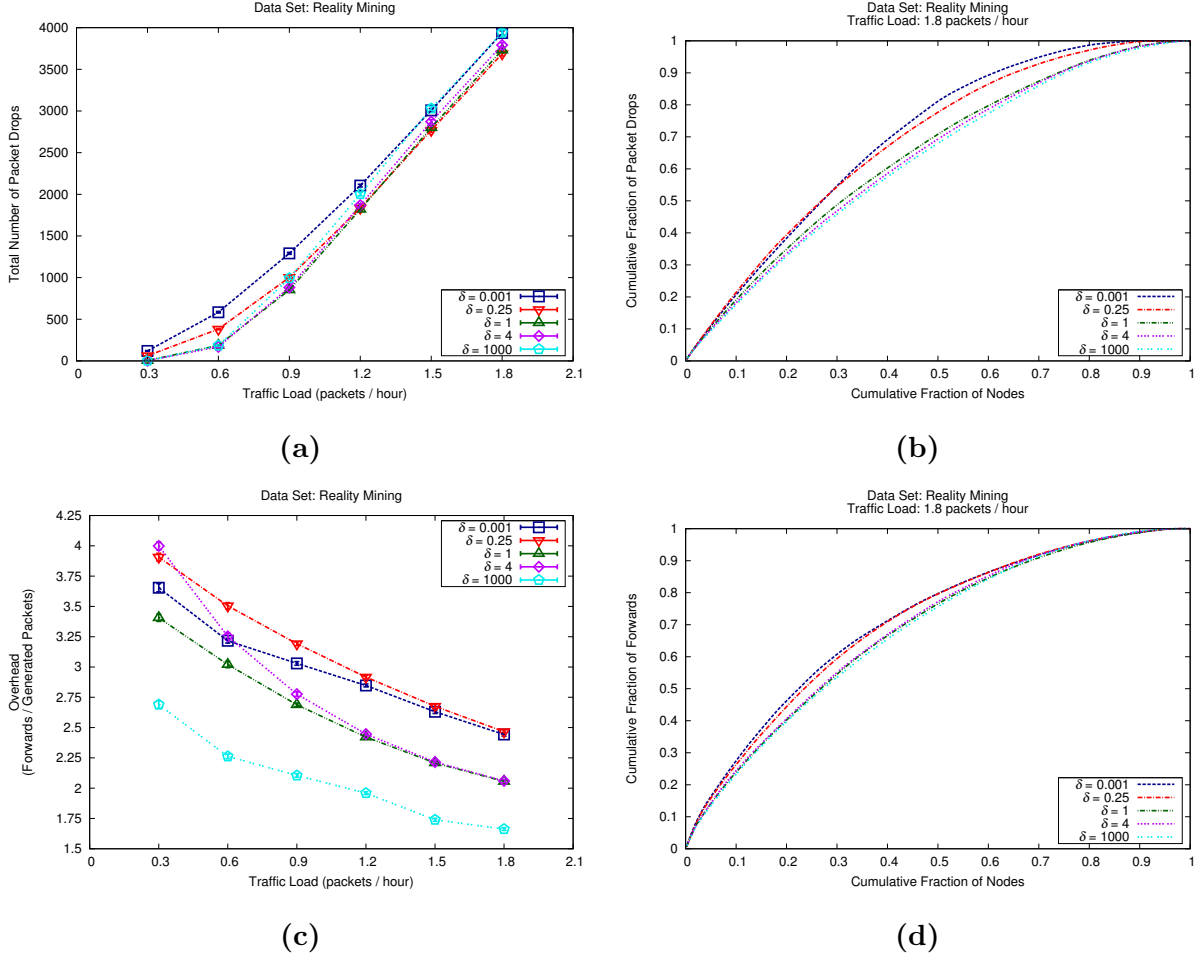 Data Set: Reality Mining
4000
3500
3000
2500
2000
1500
1000
500
0
Total Number of Packet Drops
δ = 0.001
δ = 0.25
δ = 1
δ = 4
δ = 1000
0 0.3 0.6 0.9 1.2 1.5 1.8 2.1
Traffic Load (packets / hour)
(a)
Data Set: Reality Mining
Traffic Load: 1.8 packets / hour
1
0.9
0.8
0.7
0.6
0.5
0.4
0.3
0.2
0.1
0
Cumulative Fraction of Packet Drops
δ = 0.001
δ = 0.25
δ = 1
δ = 4
δ = 1000
0 0.1 0.2 0.3 0.4 0.5 0.6 0.7 0.8 0.9 1
Cumulative Fraction of Nodes
(b)
Data Set: Reality Mining
4.25
4
3.75
3.5
3.25
3
2.75
2.5
2.25
2
1.75
1.5
Overhead
(Forwards / Generated Packets)
δ = 0.001
δ = 0.25
δ = 1
δ = 4
δ = 1000
0 0.3 0.6 0.9 1.2 1.5 1.8 2.1
Traffic Load (packets / hour)
(c)
Data Set: Reality Mining
Traffic Load: 1.8 packets / hour
1
0.9
0.8
0.7
0.6
0.5
0.4
0.3
0.2
0.1
0
Cumulative Fraction of Forwards
δ = 0.001
δ = 0.25
δ = 1
δ = 4
δ = 1000
0 0.1 0.2 0.3 0.4 0.5 0.6 0.7 0.8 0.9 1
Cumulative Fraction of Nodes
(d)